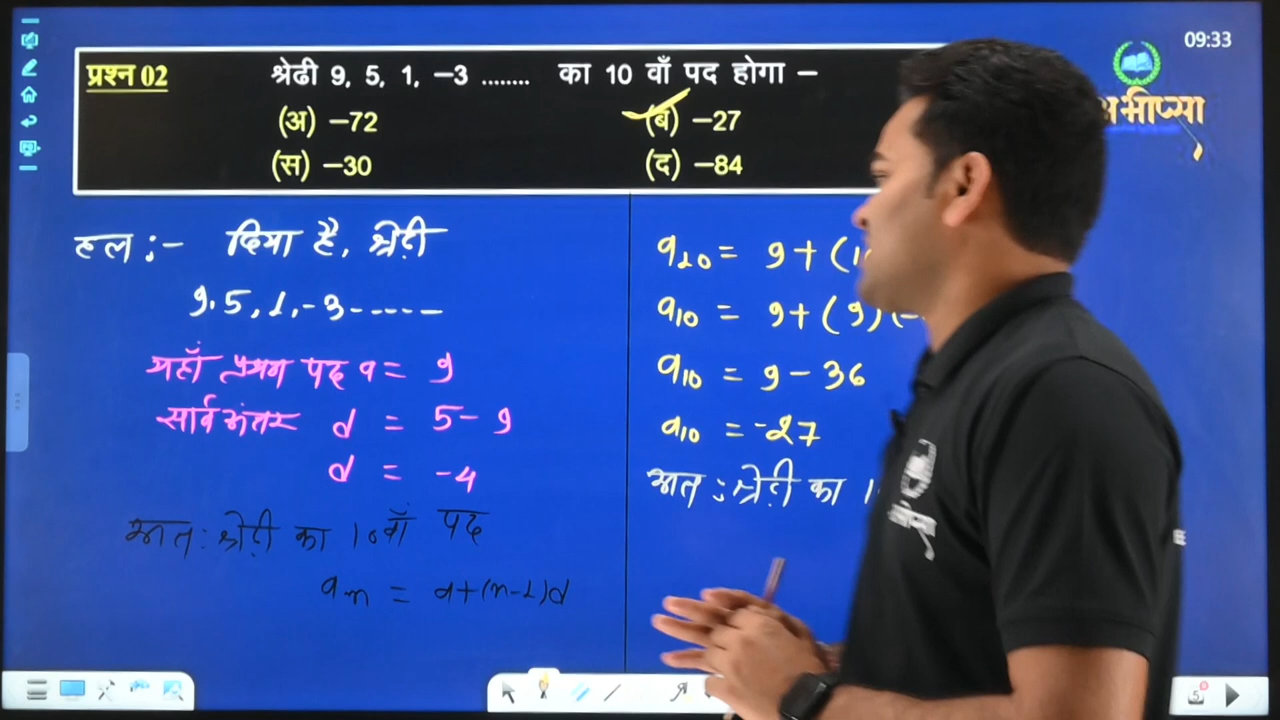 09:33
प्रश्न 02 श्रेढी 9, 5, 1, −3 ........ का 10 वाँ पद होगा −
(अ) −72 (ब) −27
(स) −30 (द) −84
हल :- दिया है, श्रेढ़ी
9, 5, 1, -3 -----
यहाँ प्रथम पद a = 9
सार्व अंतर d = 5 - 9
d = -4
अत: श्रेढ़ी का 10वाँ पद
an = a+(n-1)d
a10 = 9 + (1
a10 = 9 + (9) (-
a10 = 9 - 36
a10 = -27
अत: श्रेढ़ी का 1